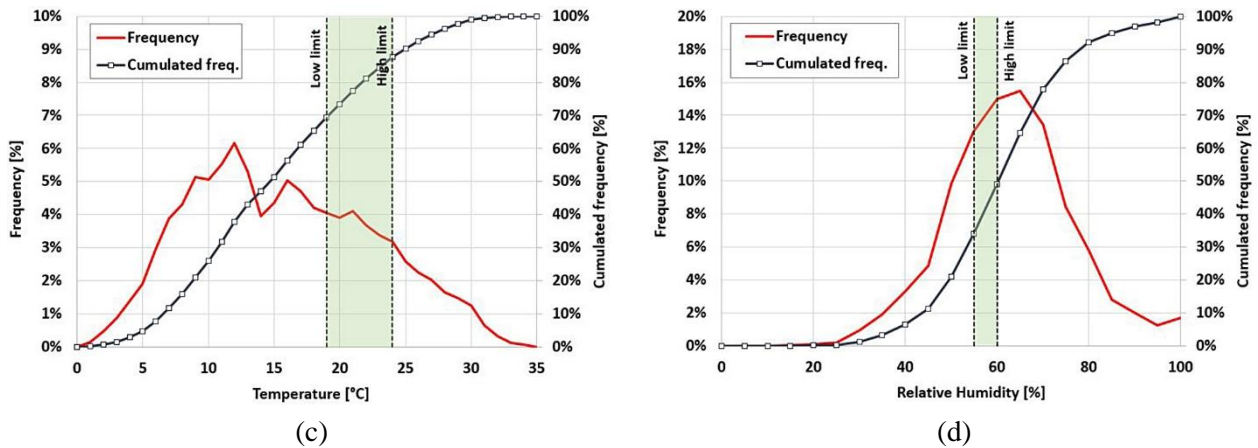 Frequency
Cumulated freq.
Low limit
High limit
10%
9%
8%
7%
6%
5%
4%
3%
2%
1%
0%
Frequency [%]
100%
90%
80%
70%
60%
50%
40%
30%
20%
10%
0%
Cumulated frequency [%]
0 5 10 15 20 25 30 35
Temperature [°C]
(c)
Frequency
Cumulated freq.
Low limit
High limit
20%
18%
16%
14%
12%
10%
8%
6%
4%
2%
0%
Frequency [%]
100%
90%
80%
70%
60%
50%
40%
30%
20%
10%
0%
Cumulated frequency [%]
0 20 40 60 80 100
Relative Humidity [%]
(d)